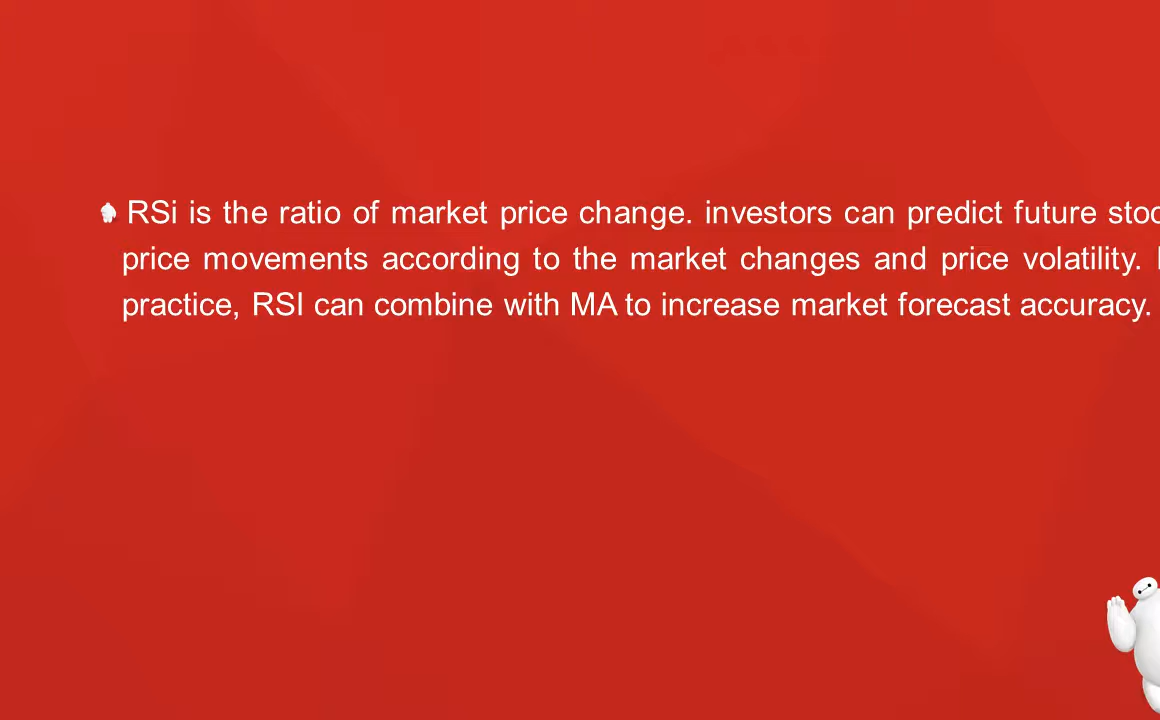 RSi is the ratio of market price change. investors can predict future
price movements according to the market changes and price volatility.
practice, RSI can combine with MA to increase market forecast accuracy.